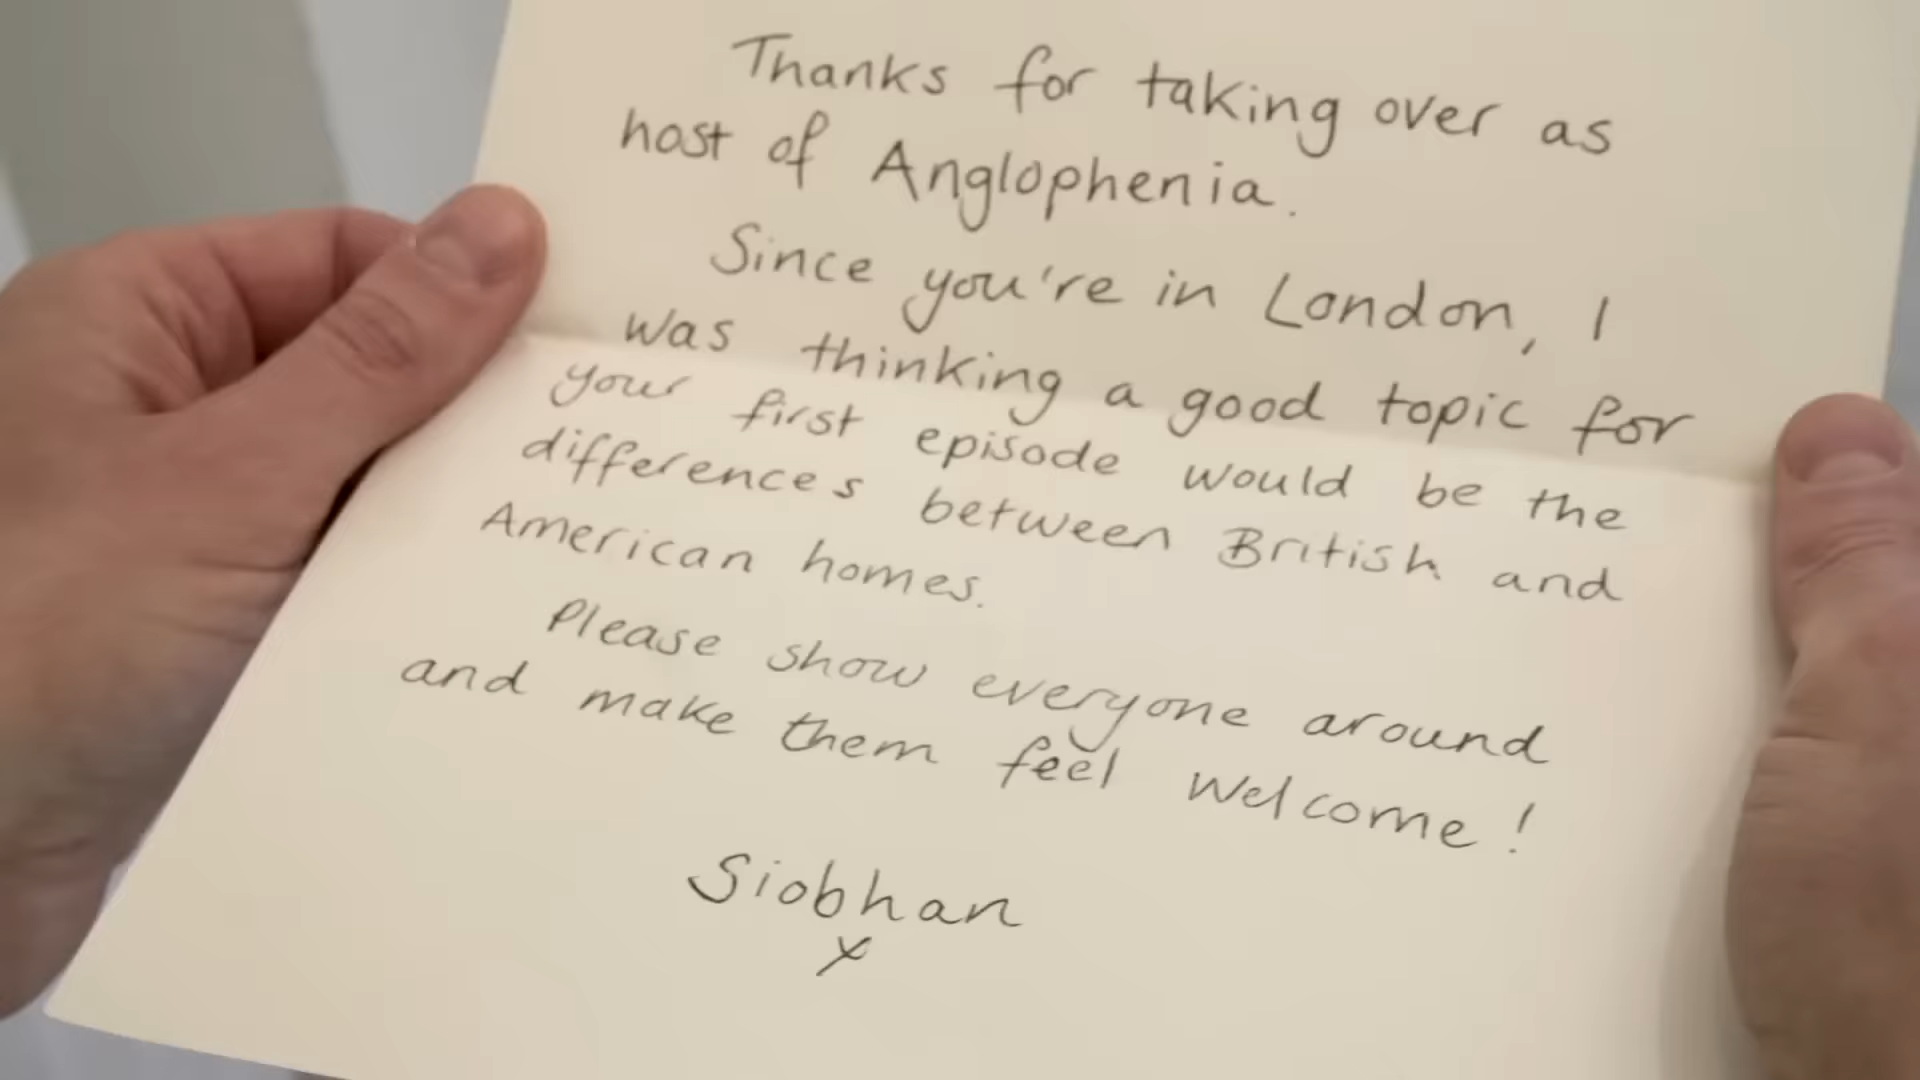 Thanks for taking over as
host of Anglophenia.
Since you're in London, I
was thinking a good topic for
your first episode would be the
differences between British and
American homes.
Please show everyone around
and make them feel welcome!
Siobhan
x